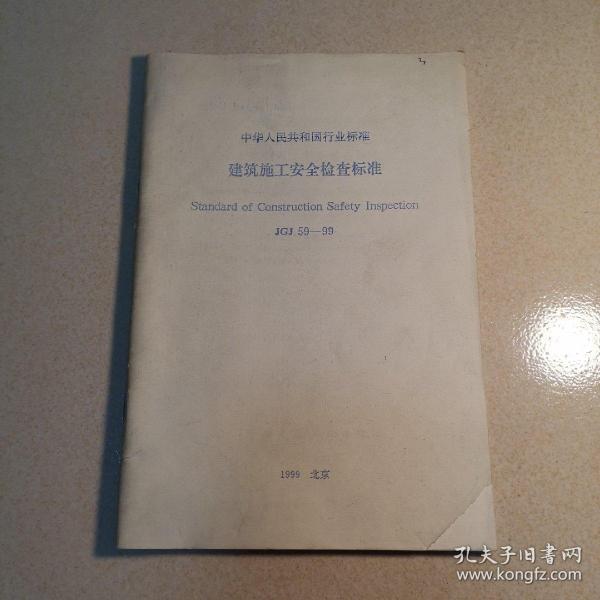 中华人民共和国行业标准
建筑施工安全检查标准
Standard of Construction Safety Inspection
JGJ 59—99
1999 北京
孔夫子旧书网
www.kongfz.com